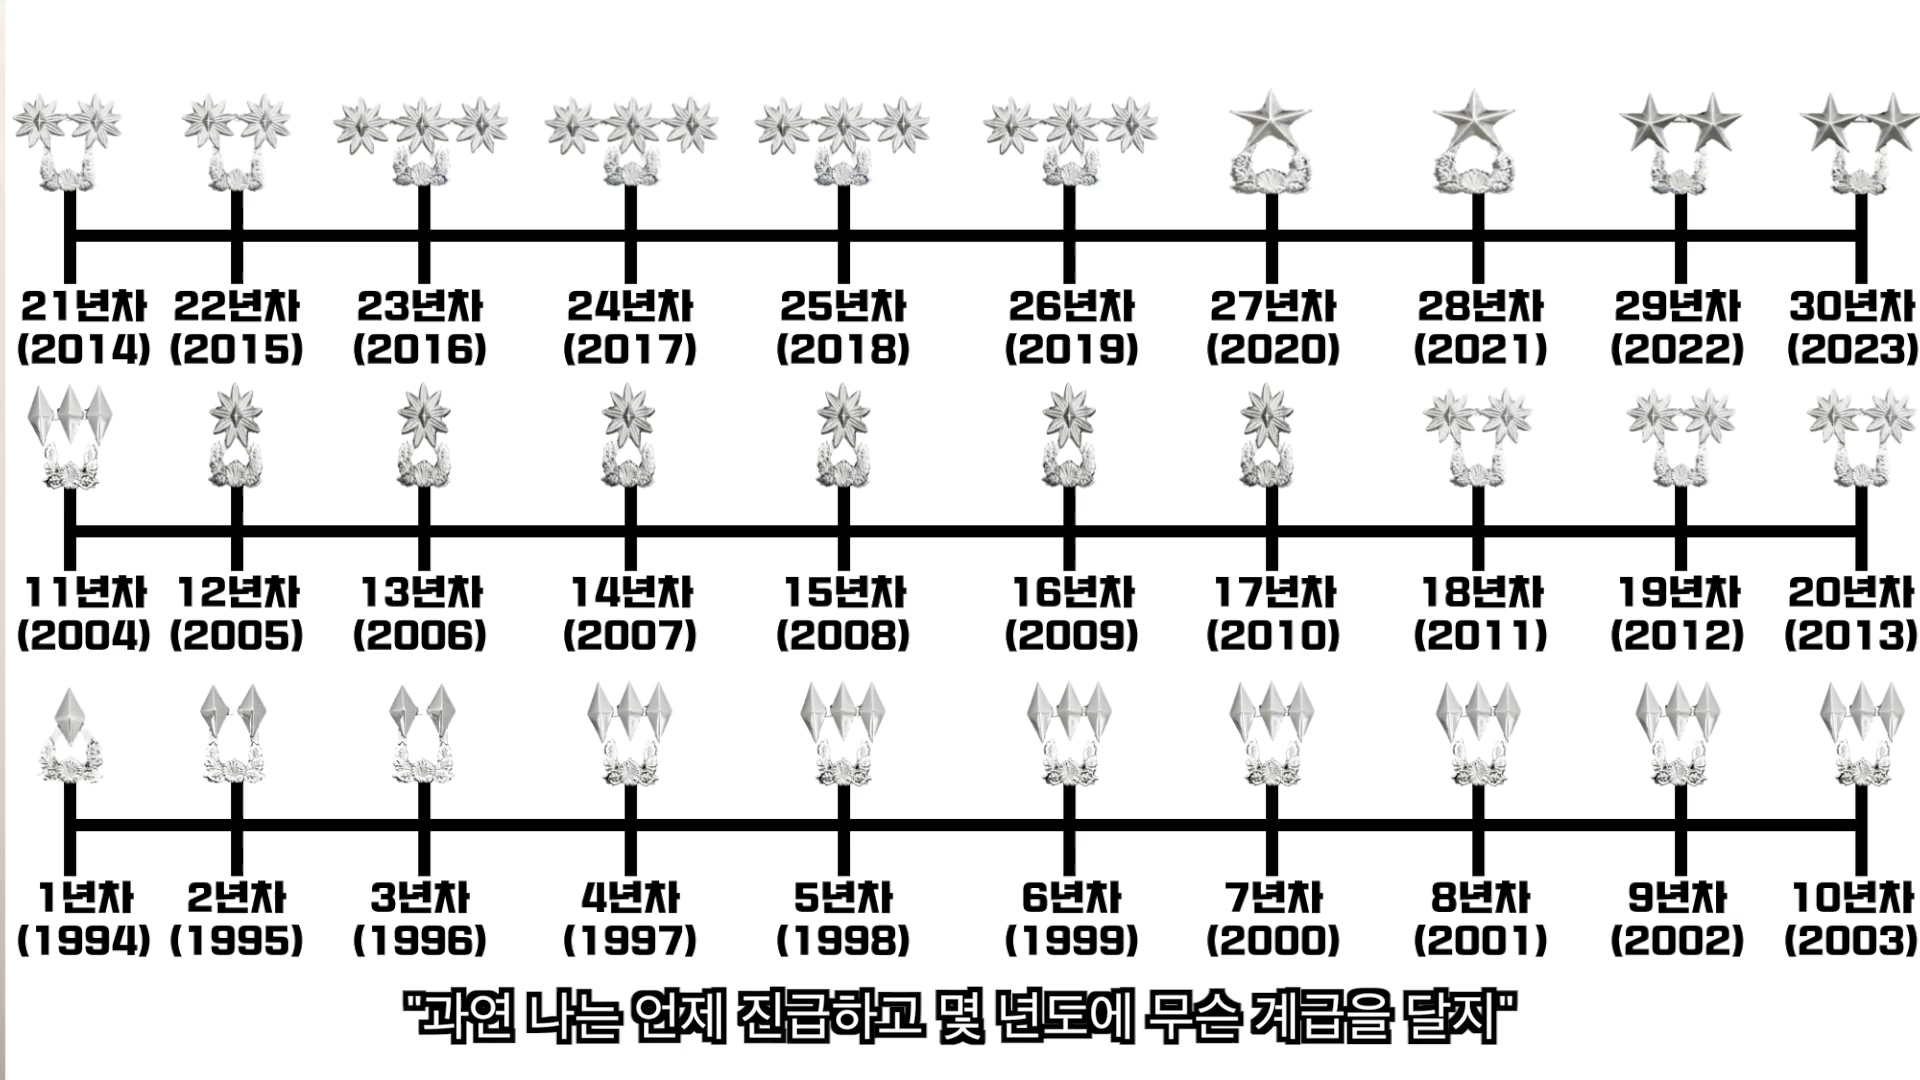 21년차 22년차 23년차 24년차 25년차 26년차 27년차 28년차 29년차 30년차
(2014) (2015) (2016) (2017) (2018) (2019) (2020) (2021) (2022) (2023)
11년차 12년차 13년차 14년차 15년차 16년차 17년차 18년차 19년차 20년차
(2004) (2005) (2006) (2007) (2008) (2009) (2010) (2011) (2012) (2013)
1년차 2년차 3년차 4년차 5년차 6년차 7년차 8년차 9년차 10년차
(1994) (1995) (1996) (1997) (1998) (1999) (2000) (2001) (2002) (2003)
"과연 나는 언제 진급하고 몇 년도에 무슨 계급을 달지"